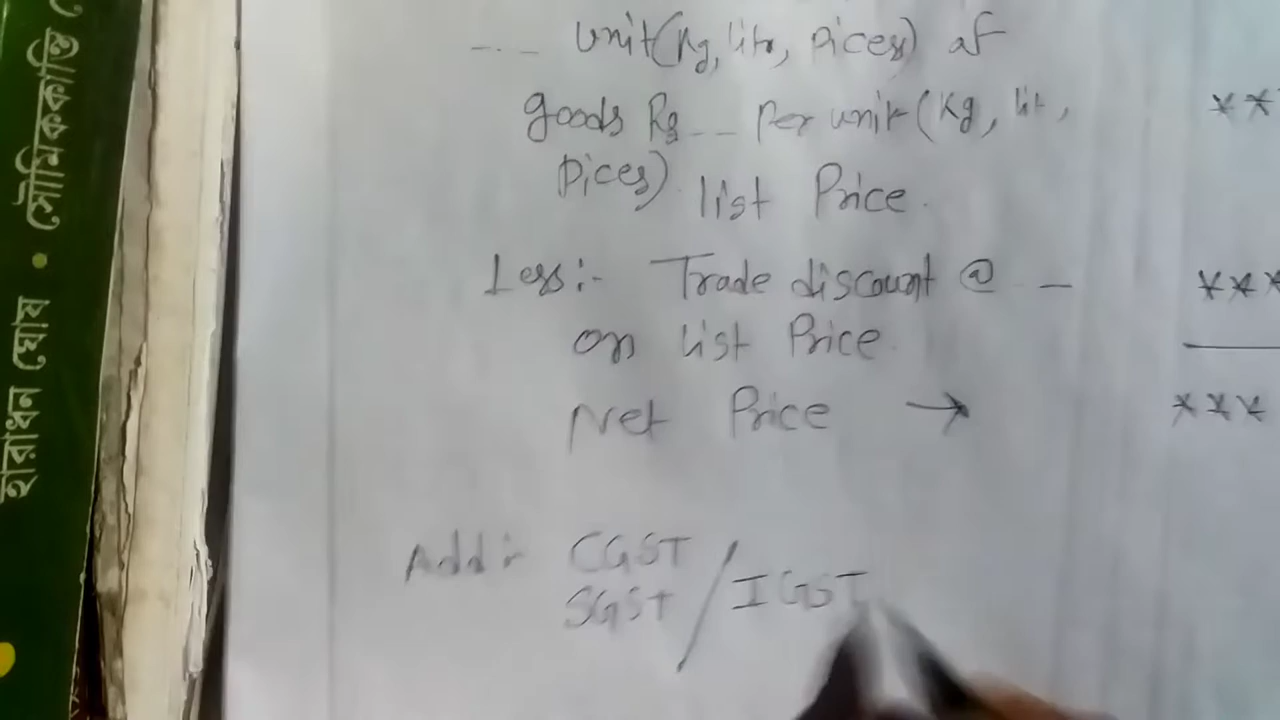 -- -- unit(Kg, litr, Pices) of
goods Rs -- -- Per unit (Kg, lit,
Pices) list Price.
**
Less:- Trade discount @ -- --
on list Price.
***
Net Price → ***
Add:- CGST
SGST / IGST
হারাধন ঘোষ • সৌমিককান্তি